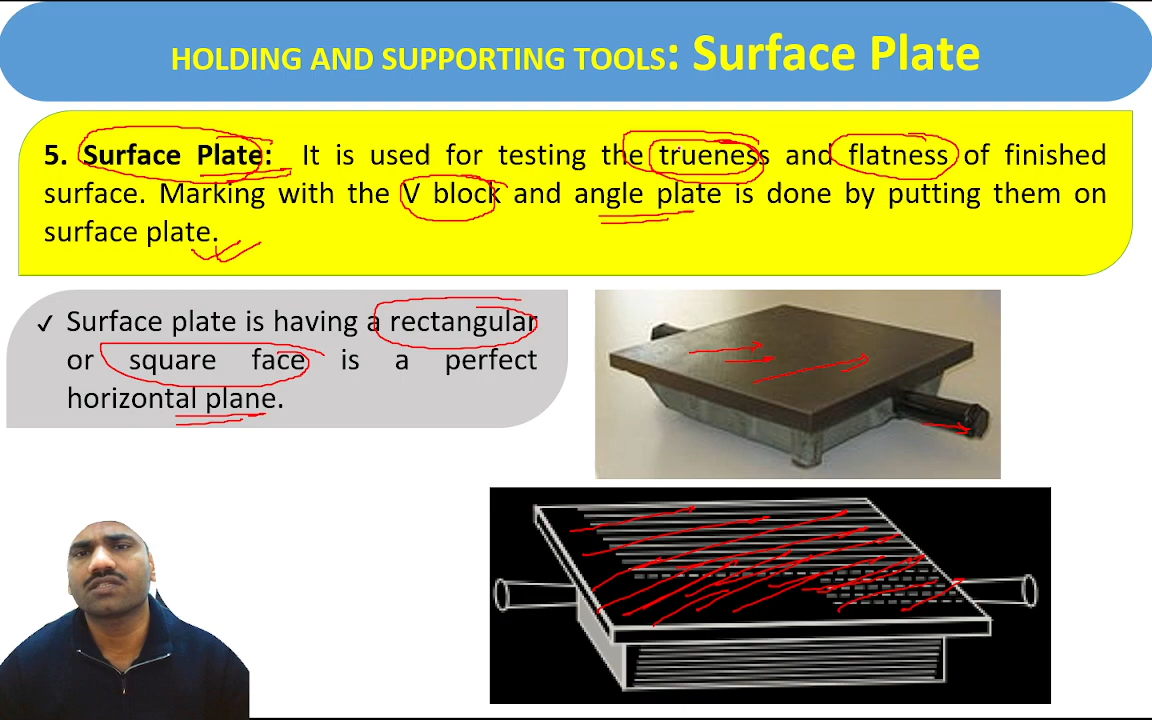 HOLDING AND SUPPORTING TOOLS: Surface Plate
5. Surface Plate: It is used for testing the trueness and flatness of finished
surface. Marking with the V block and angle plate is done by putting them on
surface plate.
✓ Surface plate is having a rectangular
or square face is a perfect
horizontal plane.